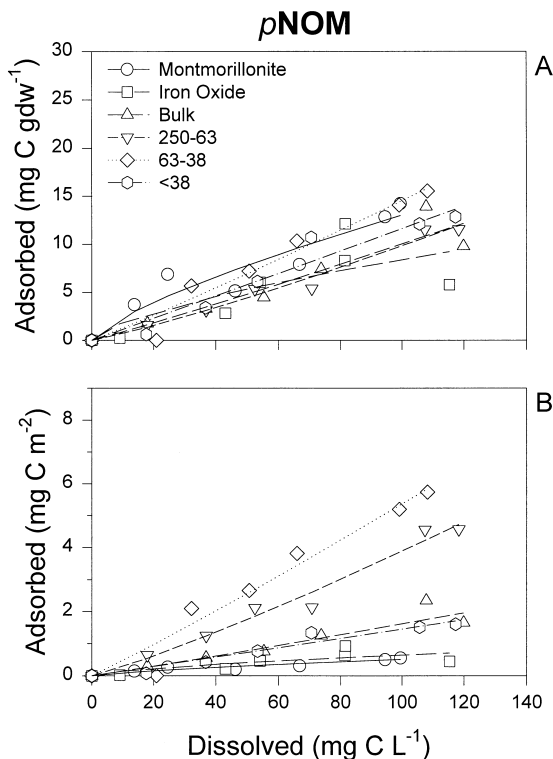 pNOM
A
30
25
20
15
10
5
0
Adsorbed (mg C gdw⁻¹)
Montmorillonite
Iron Oxide
Bulk
250-63
63-38
<38
B
8
6
4
2
0
Adsorbed (mg C m⁻²)
0 20 40 60 80 100 120 140
Dissolved (mg C L⁻¹)